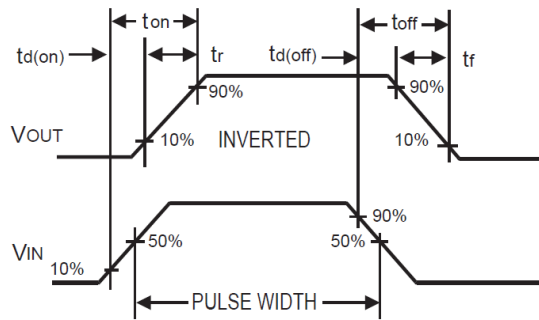 ton toff
td(on) tr td(off) tf
90% 90%
VOUT 10% INVERTED 10%
90%
VIN 50% 50%
10%
PULSE WIDTH